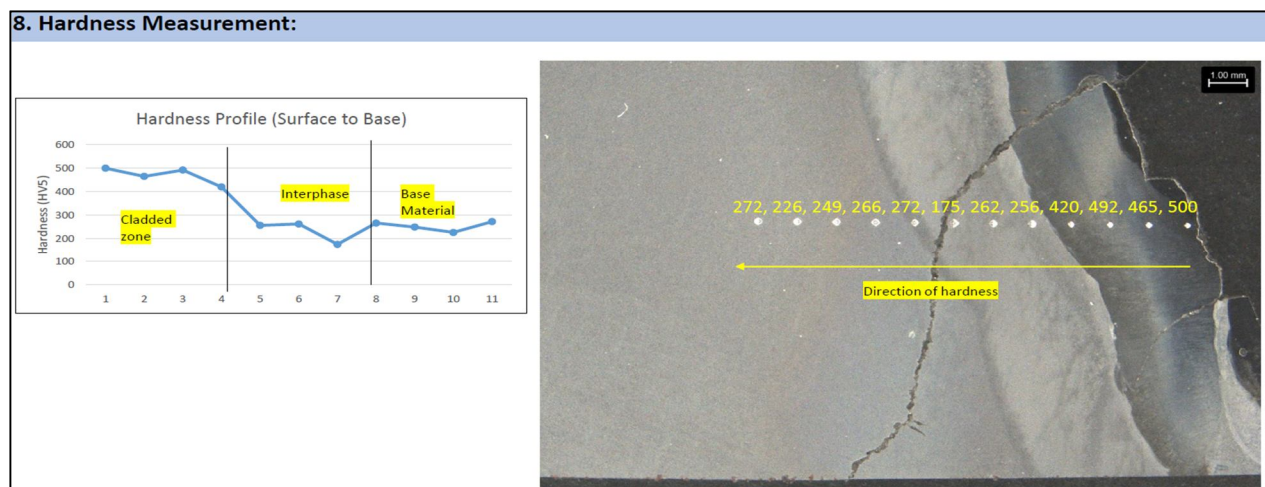 8. Hardness Measurement:
Hardness Profile (Surface to Base)
Hardness (HV5)
600
500
400
300
200
100
0
Cladded
zone
Interphase
Base
Material
1 2 3 4 5 6 7 8 9 10 11
1.00 mm
272, 226, 249, 266, 272, 175, 262, 256, 420, 492, 465, 500
Direction of hardness